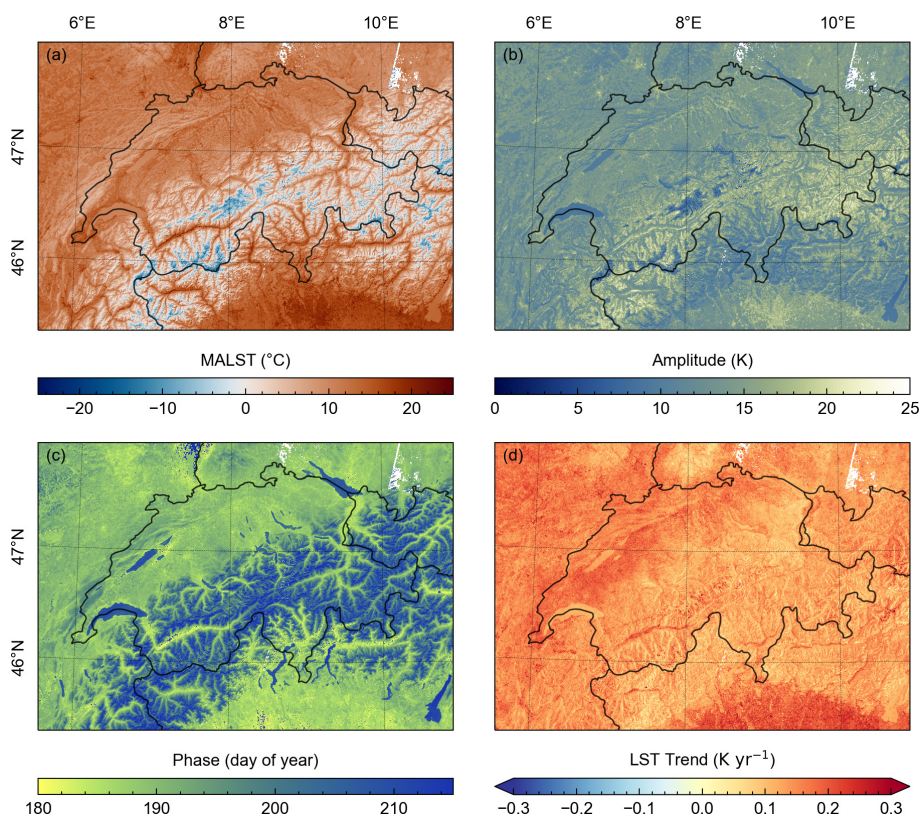 6°E 8°E 10°E 6°E 8°E 10°E
(a) (b)
47°N
46°N
MALST (°C) Amplitude (K)
−20 −10 0 10 20 0 5 10 15 20 25
(c) (d)
47°N
46°N
Phase (day of year) LST Trend (K yr⁻¹)
180 190 200 210 −0.3 −0.2 −0.1 0.0 0.1 0.2 0.3